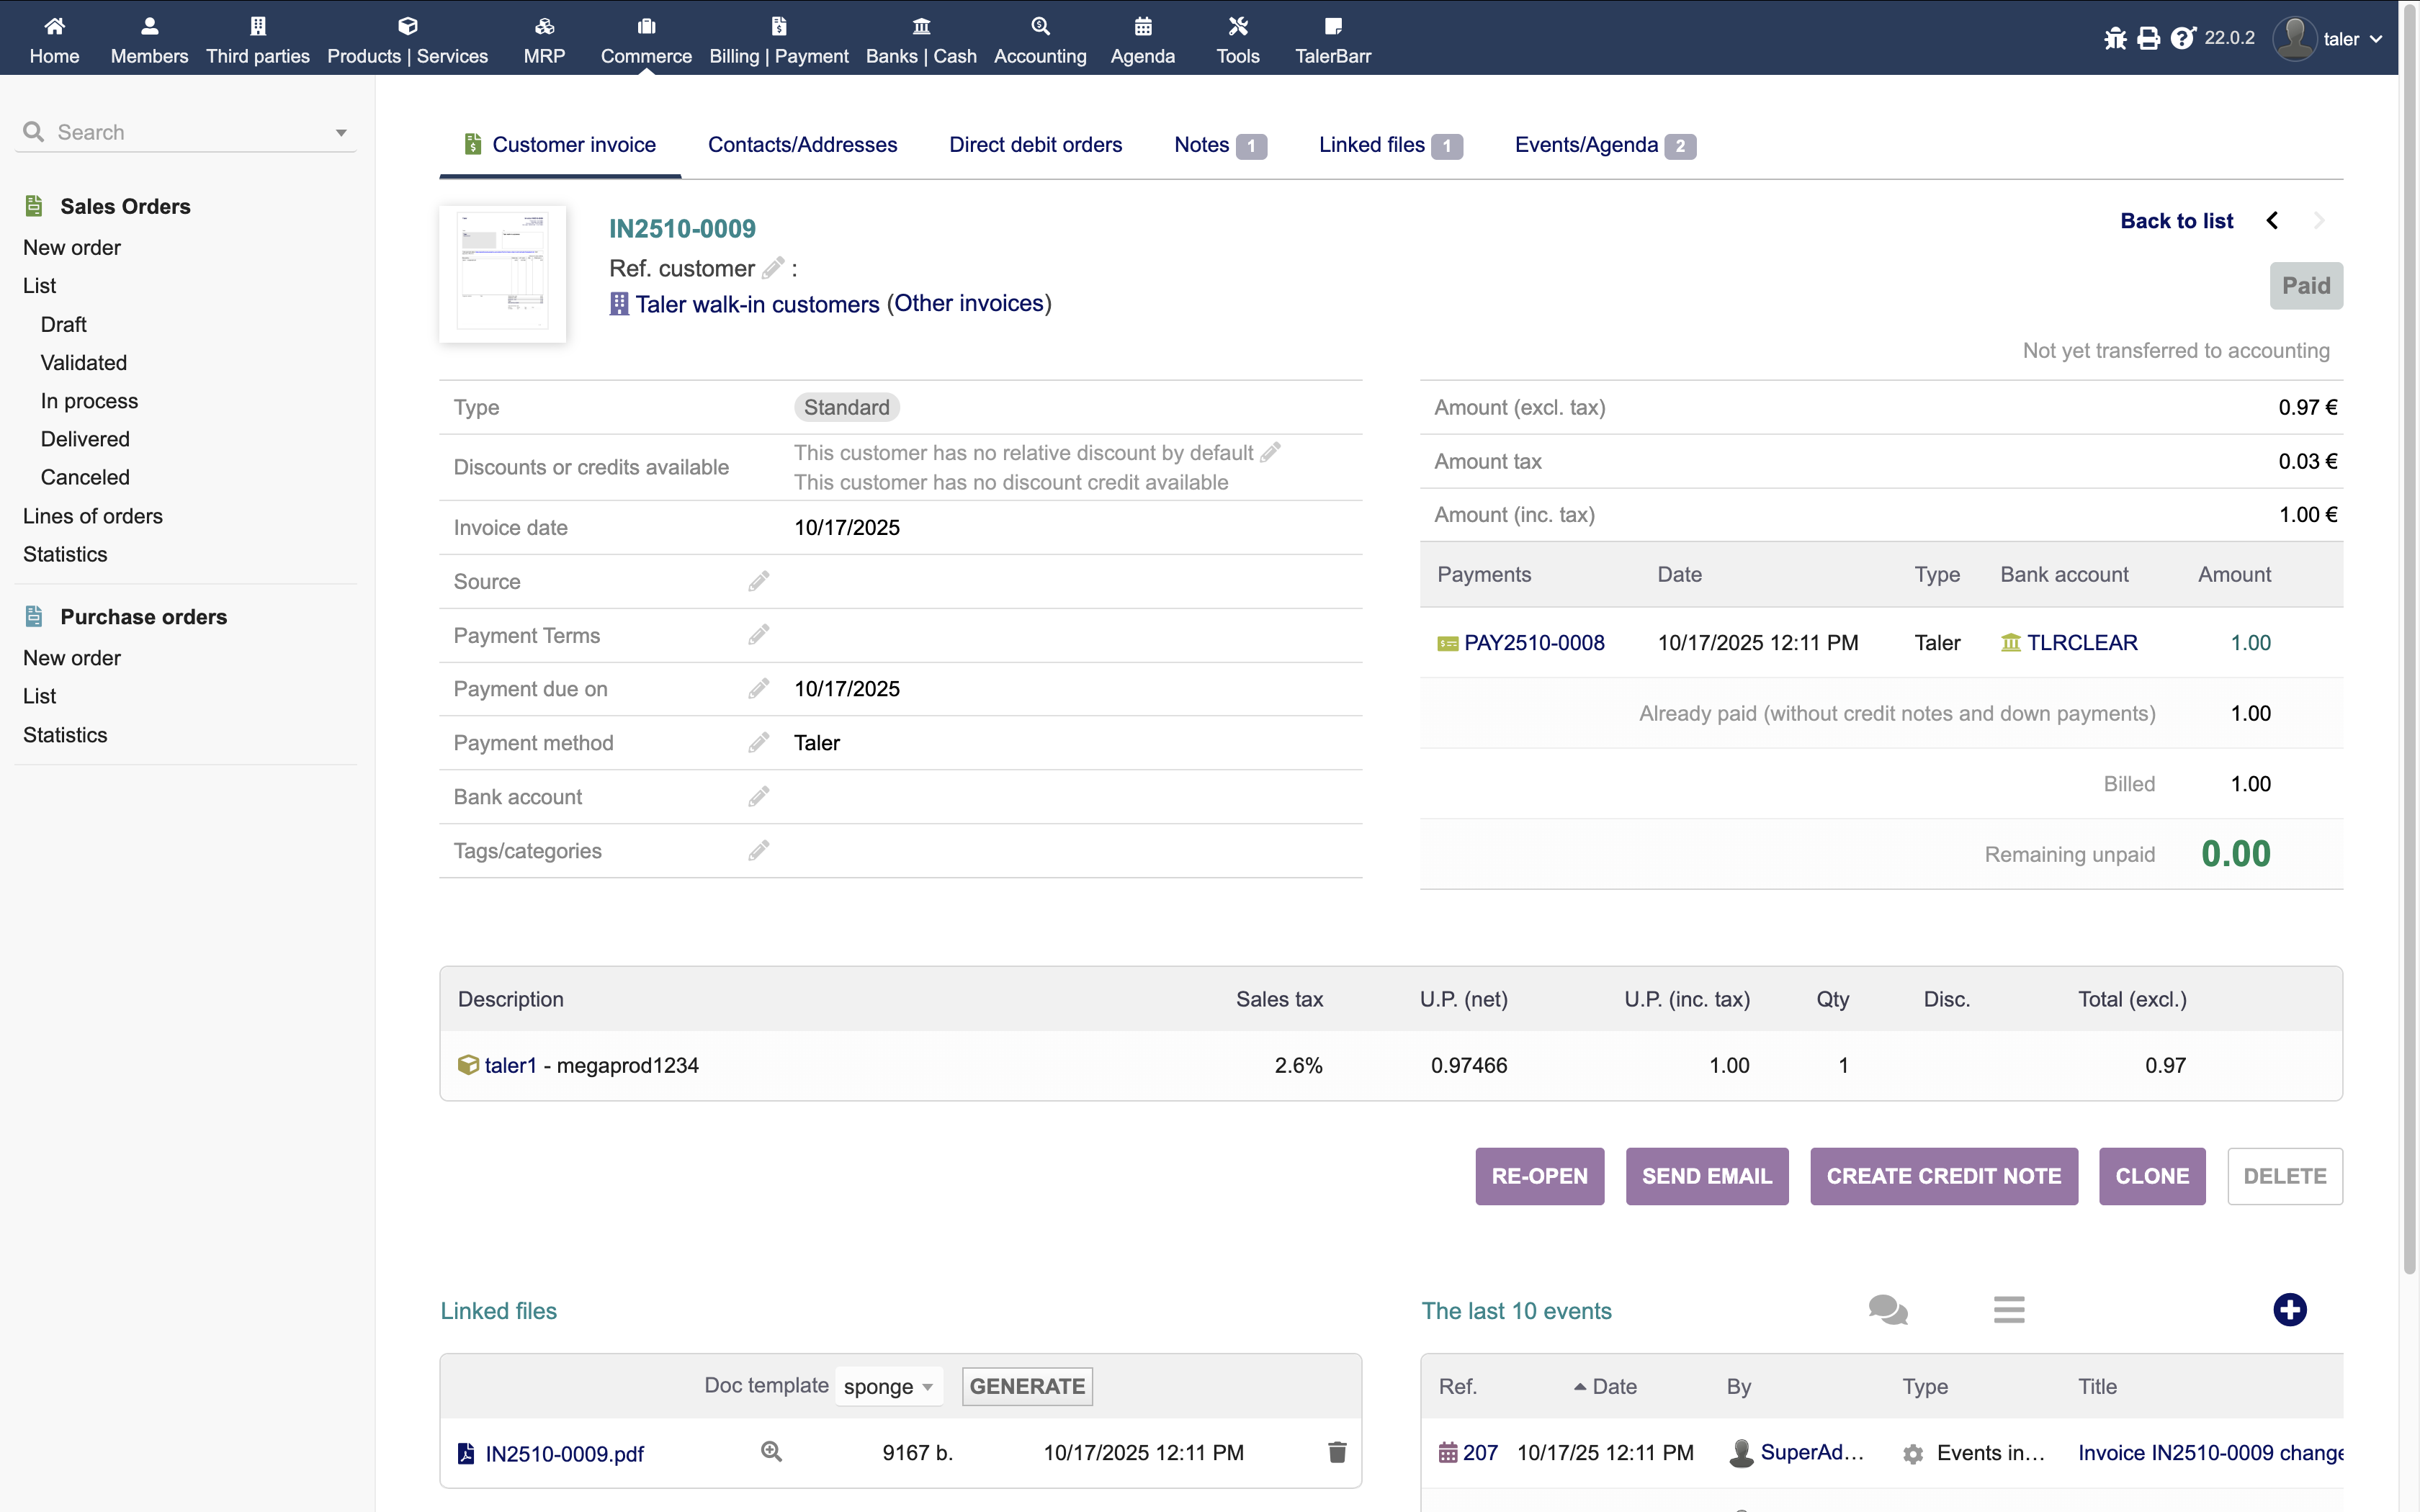 Home Members Third parties Products | Services MRP Commerce Billing | Payment Banks | Cash Accounting Agenda Tools TalerBarr 22.0.2 taler
Search
Sales Orders
New order
List
Draft
Validated
In process
Delivered
Canceled
Lines of orders
Statistics
Purchase orders
New order
List
Statistics
Customer invoice Contacts/Addresses Direct debit orders Notes 1 Linked files 1 Events/Agenda 2
IN2510-0009
Ref. customer :
Taler walk-in customers (Other invoices)
Back to list
Paid
Not yet transferred to accounting
Type Standard
Discounts or credits available This customer has no relative discount by default
This customer has no discount credit available
Invoice date 10/17/2025
Source
Payment Terms
Payment due on 10/17/2025
Payment method Taler
Bank account
Tags/categories
Amount (excl. tax) 0.97 €
Amount tax 0.03 €
Amount (inc. tax) 1.00 €
Payments Date Type Bank account Amount
PAY2510-0008 10/17/2025 12:11 PM Taler TLRCLEAR 1.00
Already paid (without credit notes and down payments) 1.00
Billed 1.00
Remaining unpaid 0.00
Description Sales tax U.P. (net) U.P. (inc. tax) Qty Disc. Total (excl.)
taler1 - megaprod1234 2.6% 0.97466 1.00 1 0.97
RE-OPEN SEND EMAIL CREATE CREDIT NOTE CLONE DELETE
Linked files
Doc template sponge GENERATE
IN2510-0009.pdf 9167 b. 10/17/2025 12:11 PM
The last 10 events
Ref. Date By Type Title
207 10/17/25 12:11 PM SuperAd... Events in... Invoice IN2510-0009 change